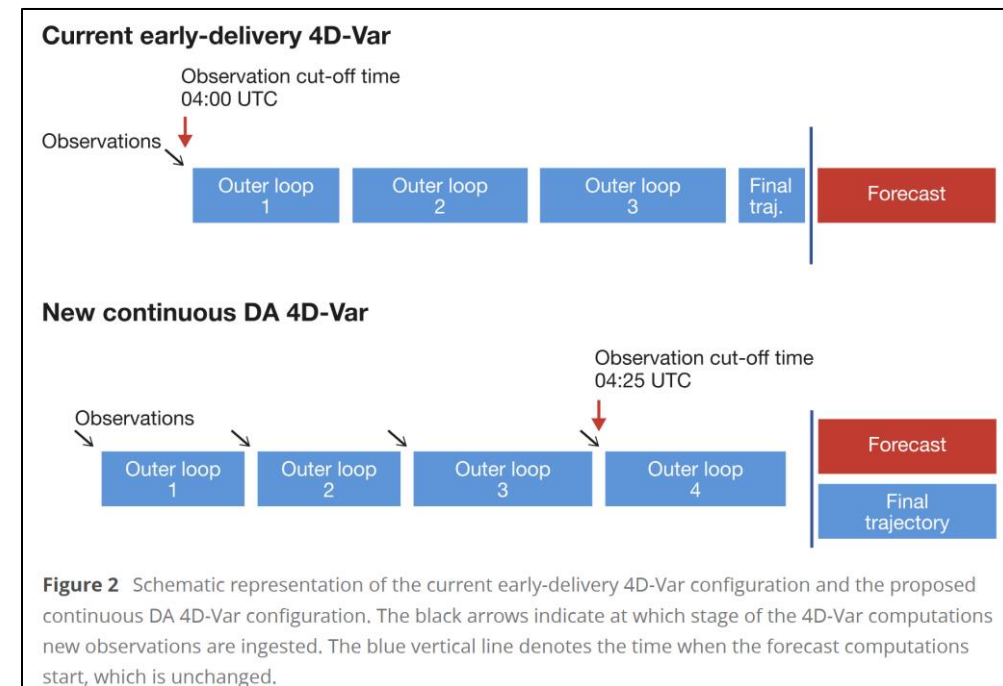 Current early-delivery 4D-Var
Observation cut-off time
04:00 UTC
Observations
Outer loop
1
Outer loop
2
Outer loop
3
Final
traj.
Forecast
New continuous DA 4D-Var
Observation cut-off time
04:25 UTC
Observations
Outer loop
1
Outer loop
2
Outer loop
3
Outer loop
4
Forecast
Final
trajectory
Figure 2 Schematic representation of the current early-delivery 4D-Var configuration and the proposed
continuous DA 4D-Var configuration. The black arrows indicate at which stage of the 4D-Var computations
new observations are ingested. The blue vertical line denotes the time when the forecast computations
start, which is unchanged.